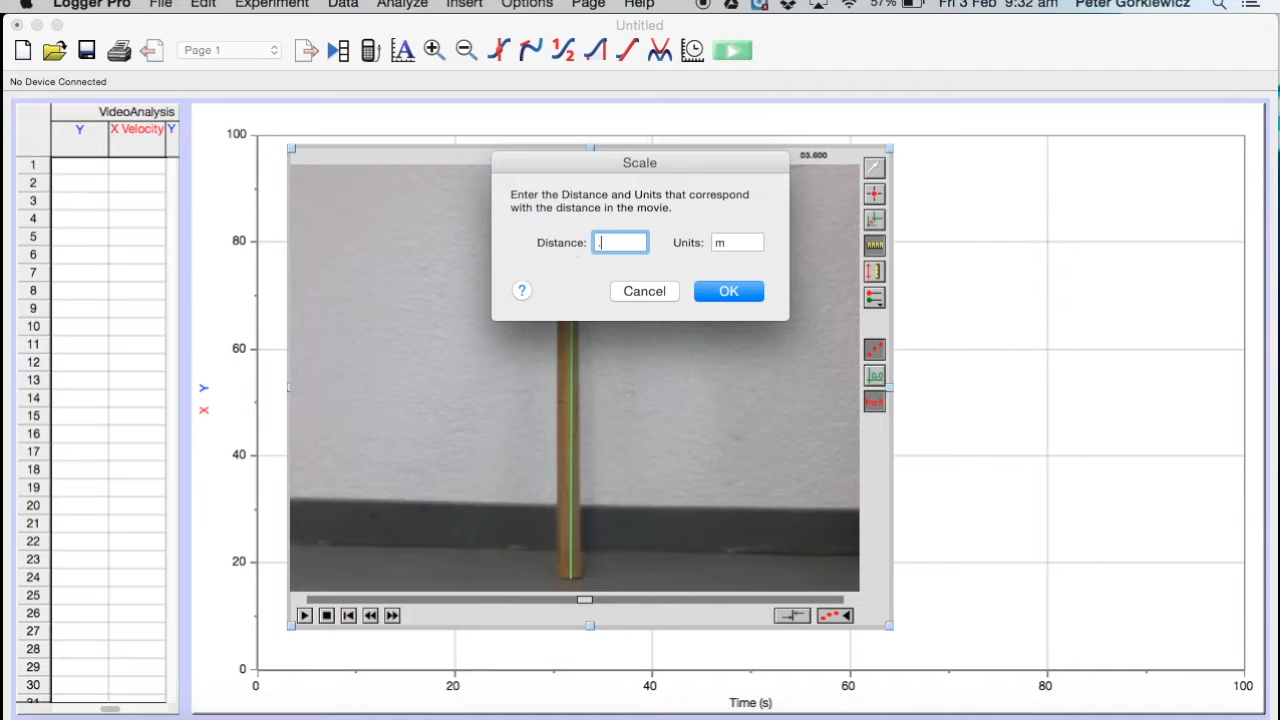 Logger Pro File Edit Experiment Data Analyze Insert Options Page Help 57% Fri 3 Feb 9:32 am Peter Gorkiewicz
Untitled
Page 1
No Device Connected
VideoAnalysis
Y X Velocity Y
1
2
3
4
5
6
7
8
9
10
11
12
13
14
15
16
17
18
19
20
21
22
23
24
25
26
27
28
29
30
31
100
80
60
40
20
0
X Y
03.600
Scale
Enter the Distance and Units that correspond
with the distance in the movie.
Distance: . Units: m
? Cancel OK
0 20 40 60 80 100
Time (s)